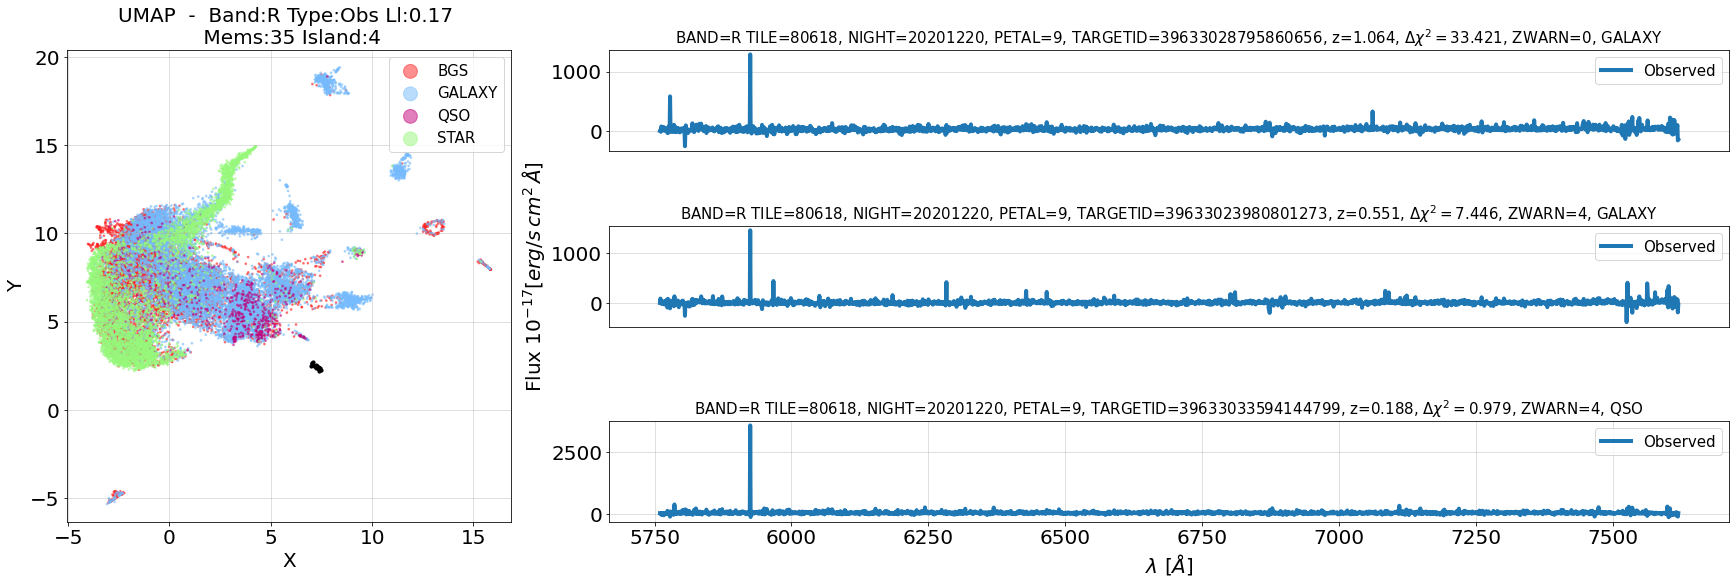 UMAP - Band:R Type:Obs Ll:0.17
Mems:35 Island:4
BGS
GALAXY
QSO
STAR
20
15
10
5
0
−5
Y
−5 0 5 10 15
X
Flux 10⁻¹⁷[erg/s cm² Å]
BAND=R TILE=80618, NIGHT=20201220, PETAL=9, TARGETID=39633028795860656, z=1.064, Δχ² = 33.421, ZWARN=0, GALAXY
Observed
1000
0
BAND=R TILE=80618, NIGHT=20201220, PETAL=9, TARGETID=39633023980801273, z=0.551, Δχ² = 7.446, ZWARN=4, GALAXY
Observed
1000
0
BAND=R TILE=80618, NIGHT=20201220, PETAL=9, TARGETID=39633033594144799, z=0.188, Δχ² = 0.979, ZWARN=4, QSO
Observed
2500
0
5750 6000 6250 6500 6750 7000 7250 7500
λ [Å]